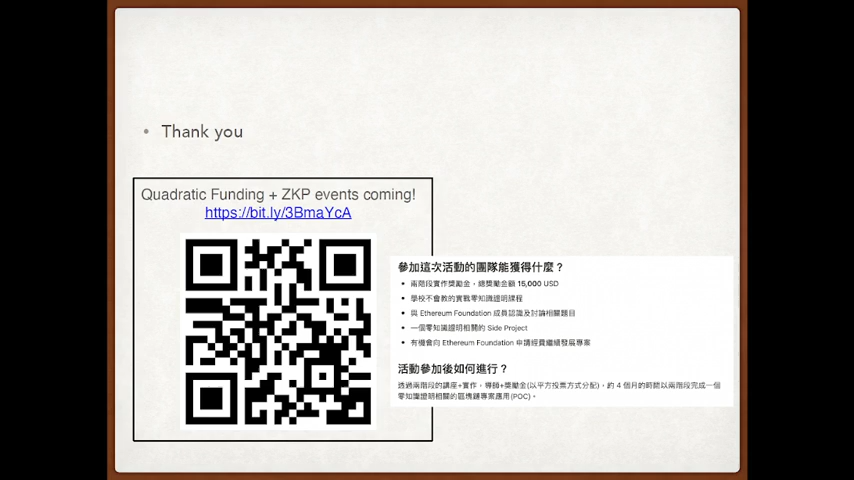 Thank you
Quadratic Funding + ZKP events coming!
https://bit.ly/3BmaYcA
參加這次活動的團隊能獲得什麼？
兩階段實作獎勵金，總獎勵金額 15,000 USD
學校不會教的實戰零知識證明課程
與 Ethereum Foundation 成員認識及討論相關題目
一個零知識證明相關的 Side Project
有機會向 Ethereum Foundation 申請經費繼續發展專案
活動參加後如何進行？
透過兩階段的講座+實作，導師+獎勵金(以平方投票方式分配)，約 4 個月的時間以兩階段完成一個
零知識證明相關的區塊鏈專案應用(POC)。